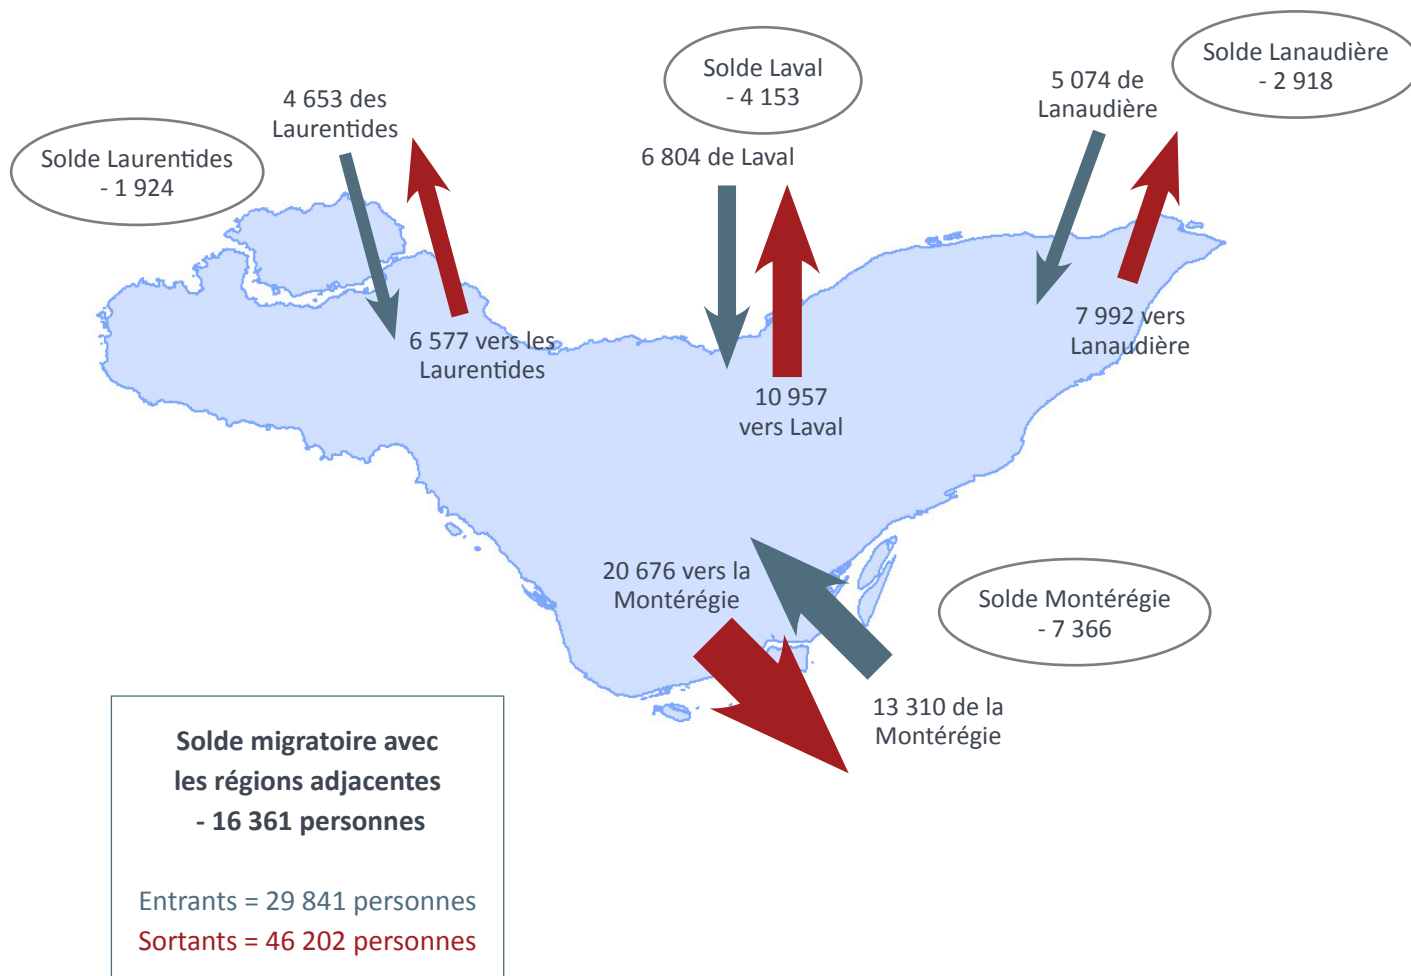 Solde Laurentides
- 1 924
4 653 des
Laurentides
6 577 vers les
Laurentides
Solde Laval
- 4 153
6 804 de Laval
10 957
vers Laval
Solde Lanaudière
- 2 918
5 074 de
Lanaudière
7 992 vers
Lanaudière
20 676 vers la
Montérégie
Solde Montérégie
- 7 366
13 310 de la
Montérégie
Solde migratoire avec
les régions adjacentes
- 16 361 personnes
Entrants = 29 841 personnes
Sortants = 46 202 personnes